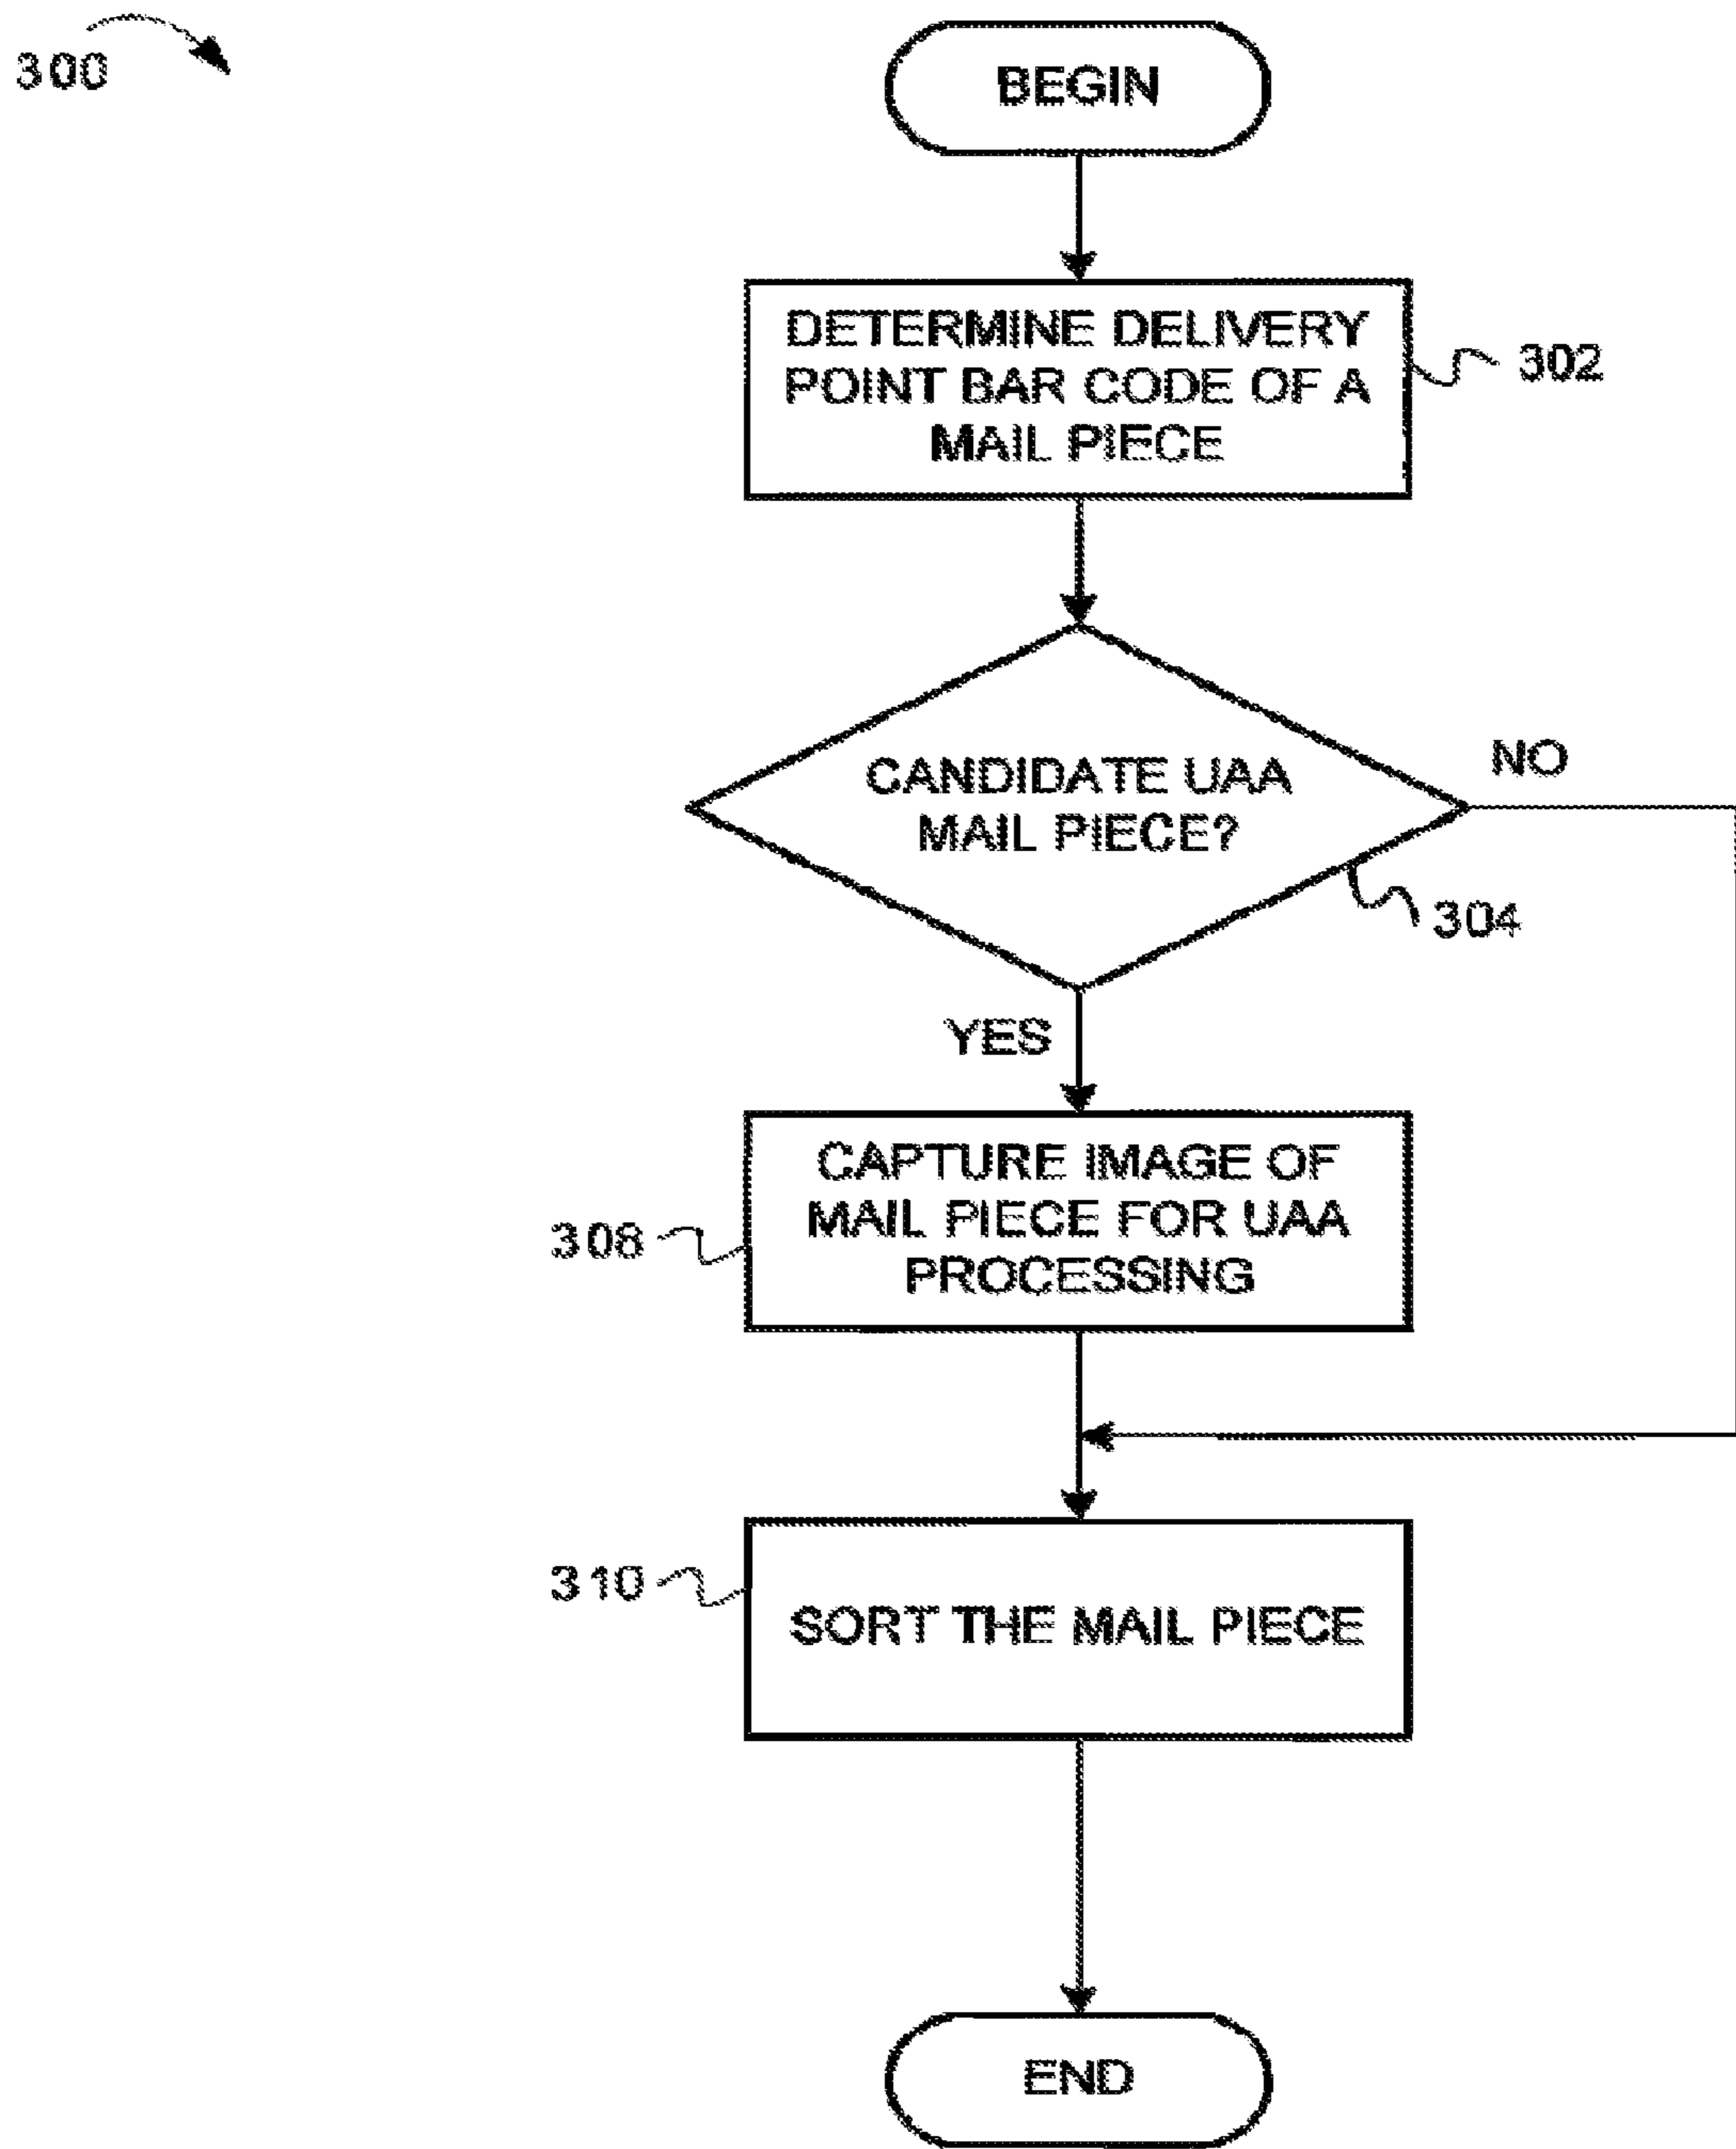 300
BEGIN
DETERMINE DELIVERY
POINT BAR CODE OF A
MAIL PIECE
302
CANDIDATE UAA
MAIL PIECE?
NO
304
YES
CAPTURE IMAGE OF
MAIL PIECE FOR UAA
PROCESSING
308
310
SORT THE MAIL PIECE
END